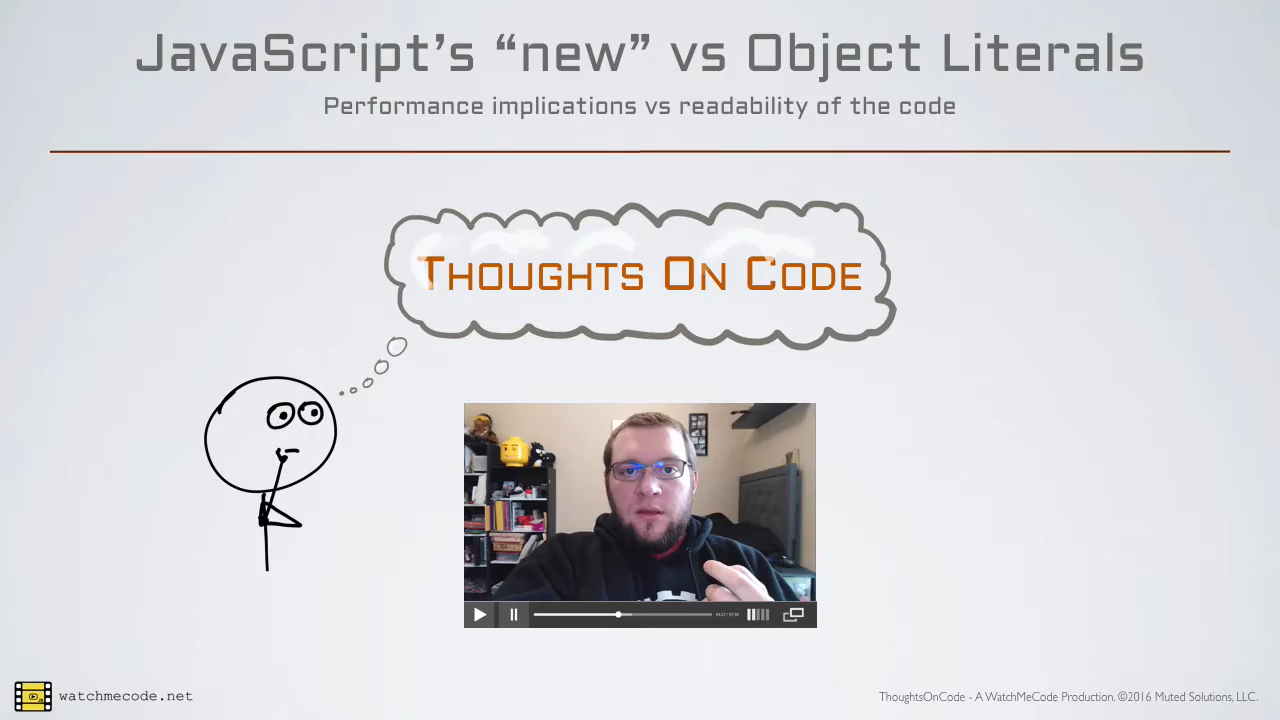 JavaScript’s “new” vs Object Literals
Performance implications vs readability of the code
Thoughts On Code
watchmecode.net
ThoughtsOnCode - A WatchMeCode Production. ©2016 Muted Solutions, LLC.